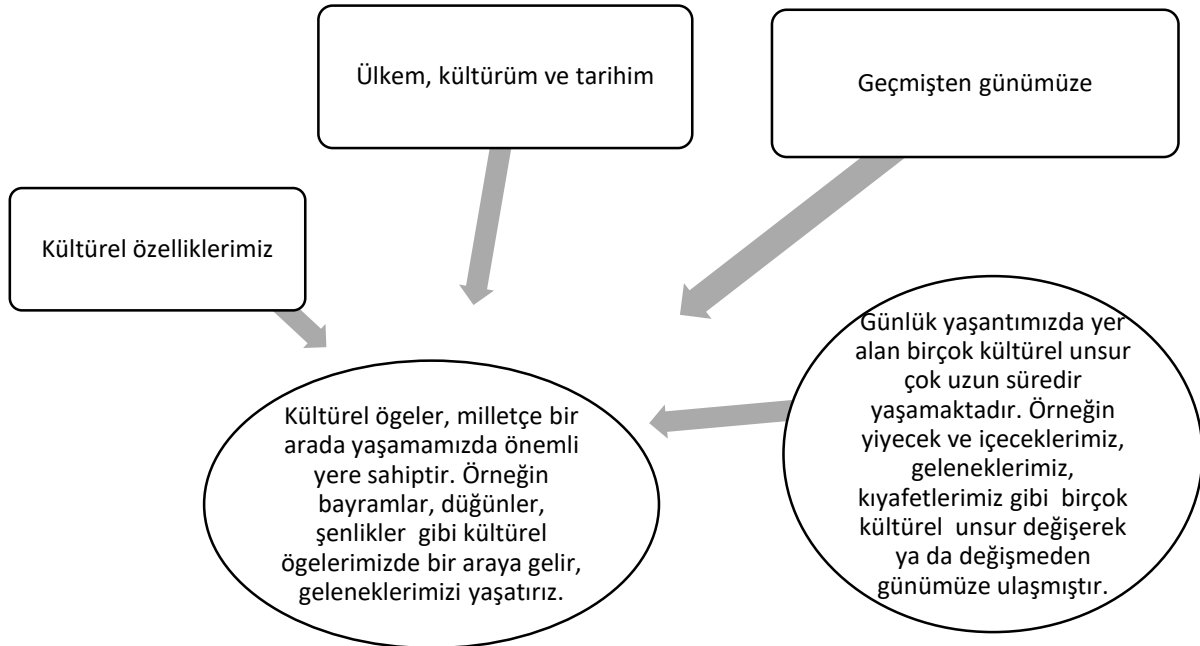 Ülkem, kültürüm ve tarihim
Geçmişten günümüze
Kültürel özelliklerimiz
Kültürel ögeler, milletçe bir
arada yaşamamızda önemli
yere sahiptir. Örneğin
bayramlar, düğünler,
şenlikler gibi kültürel
ögelerimizde bir araya gelir,
geleneklerimizi yaşatırız.
Günlük yaşantımızda yer
alan birçok kültürel unsur
çok uzun süredir
yaşamaktadır. Örneğin
yiyecek ve içeceklerimiz,
geleneklerimiz,
kıyafetlerimiz gibi birçok
kültürel unsur değişerek
ya da değişmeden
günümüze ulaşmıştır.